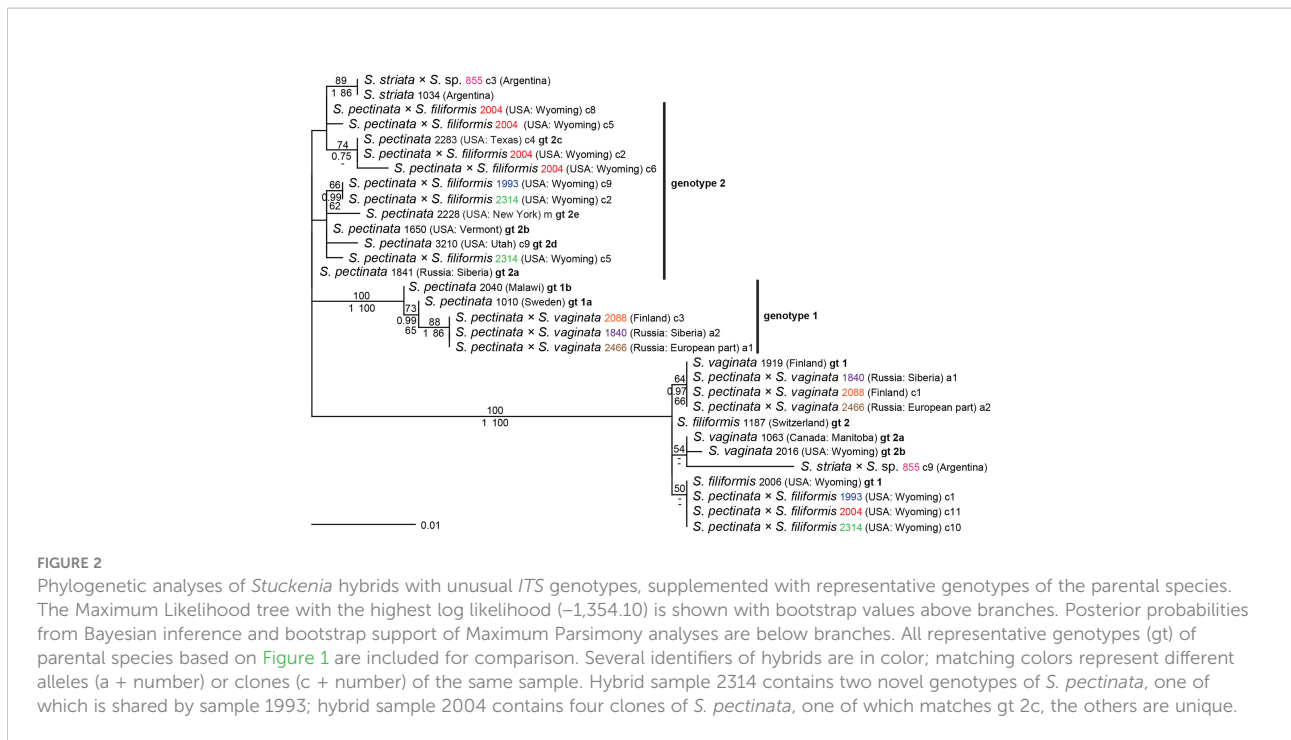 89
S. striata × S. sp. 855 c3 (Argentina)
1 86
S. striata 1034 (Argentina)
S. pectinata × S. filiformis 2004 (USA: Wyoming) c8
S. pectinata × S. filiformis 2004 (USA: Wyoming) c5
74
S. pectinata 2283 (USA: Texas) c4 gt 2c
0.75
S. pectinata × S. filiformis 2004 (USA: Wyoming) c2
-
S. pectinata × S. filiformis 2004 (USA: Wyoming) c6
66
S. pectinata × S. filiformis 1993 (USA: Wyoming) c9
genotype 2
0.99
S. pectinata × S. filiformis 2314 (USA: Wyoming) c2
62
S. pectinata 2228 (USA: New York) m gt 2e
S. pectinata 1650 (USA: Vermont) gt 2b
S. pectinata 3210 (USA: Utah) c9 gt 2d
S. pectinata × S. filiformis 2314 (USA: Wyoming) c5
S. pectinata 1841 (Russia: Siberia) gt 2a
S. pectinata 2040 (Malawi) gt 1b
100
1 100
S. pectinata 1010 (Sweden) gt 1a
73
0.99
65
88
1 86
S. pectinata × S. vaginata 2088 (Finland) c3
genotype 1
S. pectinata × S. vaginata 1840 (Russia: Siberia) a2
S. pectinata × S. vaginata 2466 (Russia: European part) a1
S. vaginata 1919 (Finland) gt 1
64
S. pectinata × S. vaginata 1840 (Russia: Siberia) a1
0.97
S. pectinata × S. vaginata 2088 (Finland) c1
66
S. pectinata × S. vaginata 2466 (Russia: European part) a2
100
1 100
S. filiformis 1187 (Switzerland) gt 2
S. vaginata 1063 (Canada: Manitoba) gt 2a
54
-
-
S. vaginata 2016 (USA: Wyoming) gt 2b
S. striata × S. sp. 855 c9 (Argentina)
S. filiformis 2006 (USA: Wyoming) gt 1
50
-
-
S. pectinata × S. filiformis 1993 (USA: Wyoming) c1
S. pectinata × S. filiformis 2004 (USA: Wyoming) c11
S. pectinata × S. filiformis 2314 (USA: Wyoming) c10
0.01
FIGURE 2
Phylogenetic analyses of Stuckenia hybrids with unusual ITS genotypes, supplemented with representative genotypes of the parental species.
The Maximum Likelihood tree with the highest log likelihood (−1,354.10) is shown with bootstrap values above branches. Posterior probabilities
from Bayesian inference and bootstrap support of Maximum Parsimony analyses are below branches. All representative genotypes (gt) of
parental species based on Figure 1 are included for comparison. Several identifiers of hybrids are in color; matching colors represent different
alleles (a + number) or clones (c + number) of the same sample. Hybrid sample 2314 contains two novel genotypes of S. pectinata, one of
which is shared by sample 1993; hybrid sample 2004 contains four clones of S. pectinata, one of which matches gt 2c, the others are unique.